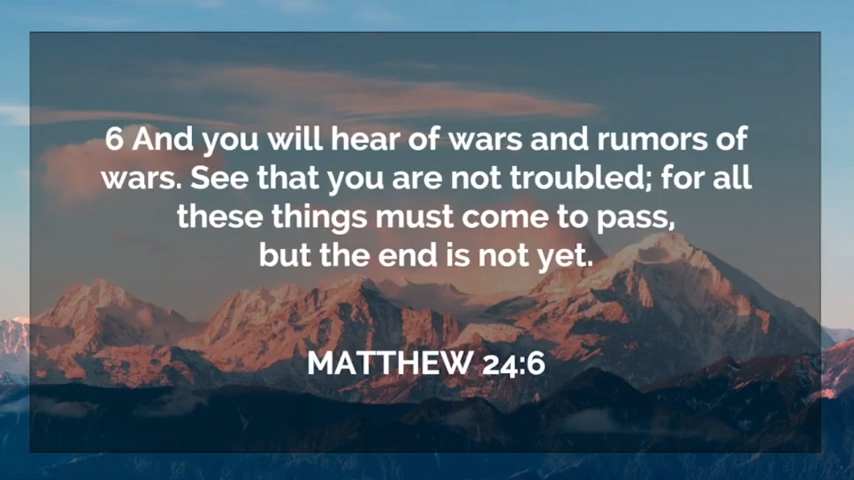 6 And you will hear of wars and rumors of
wars. See that you are not troubled; for all
these things must come to pass,
but the end is not yet.
MATTHEW 24:6